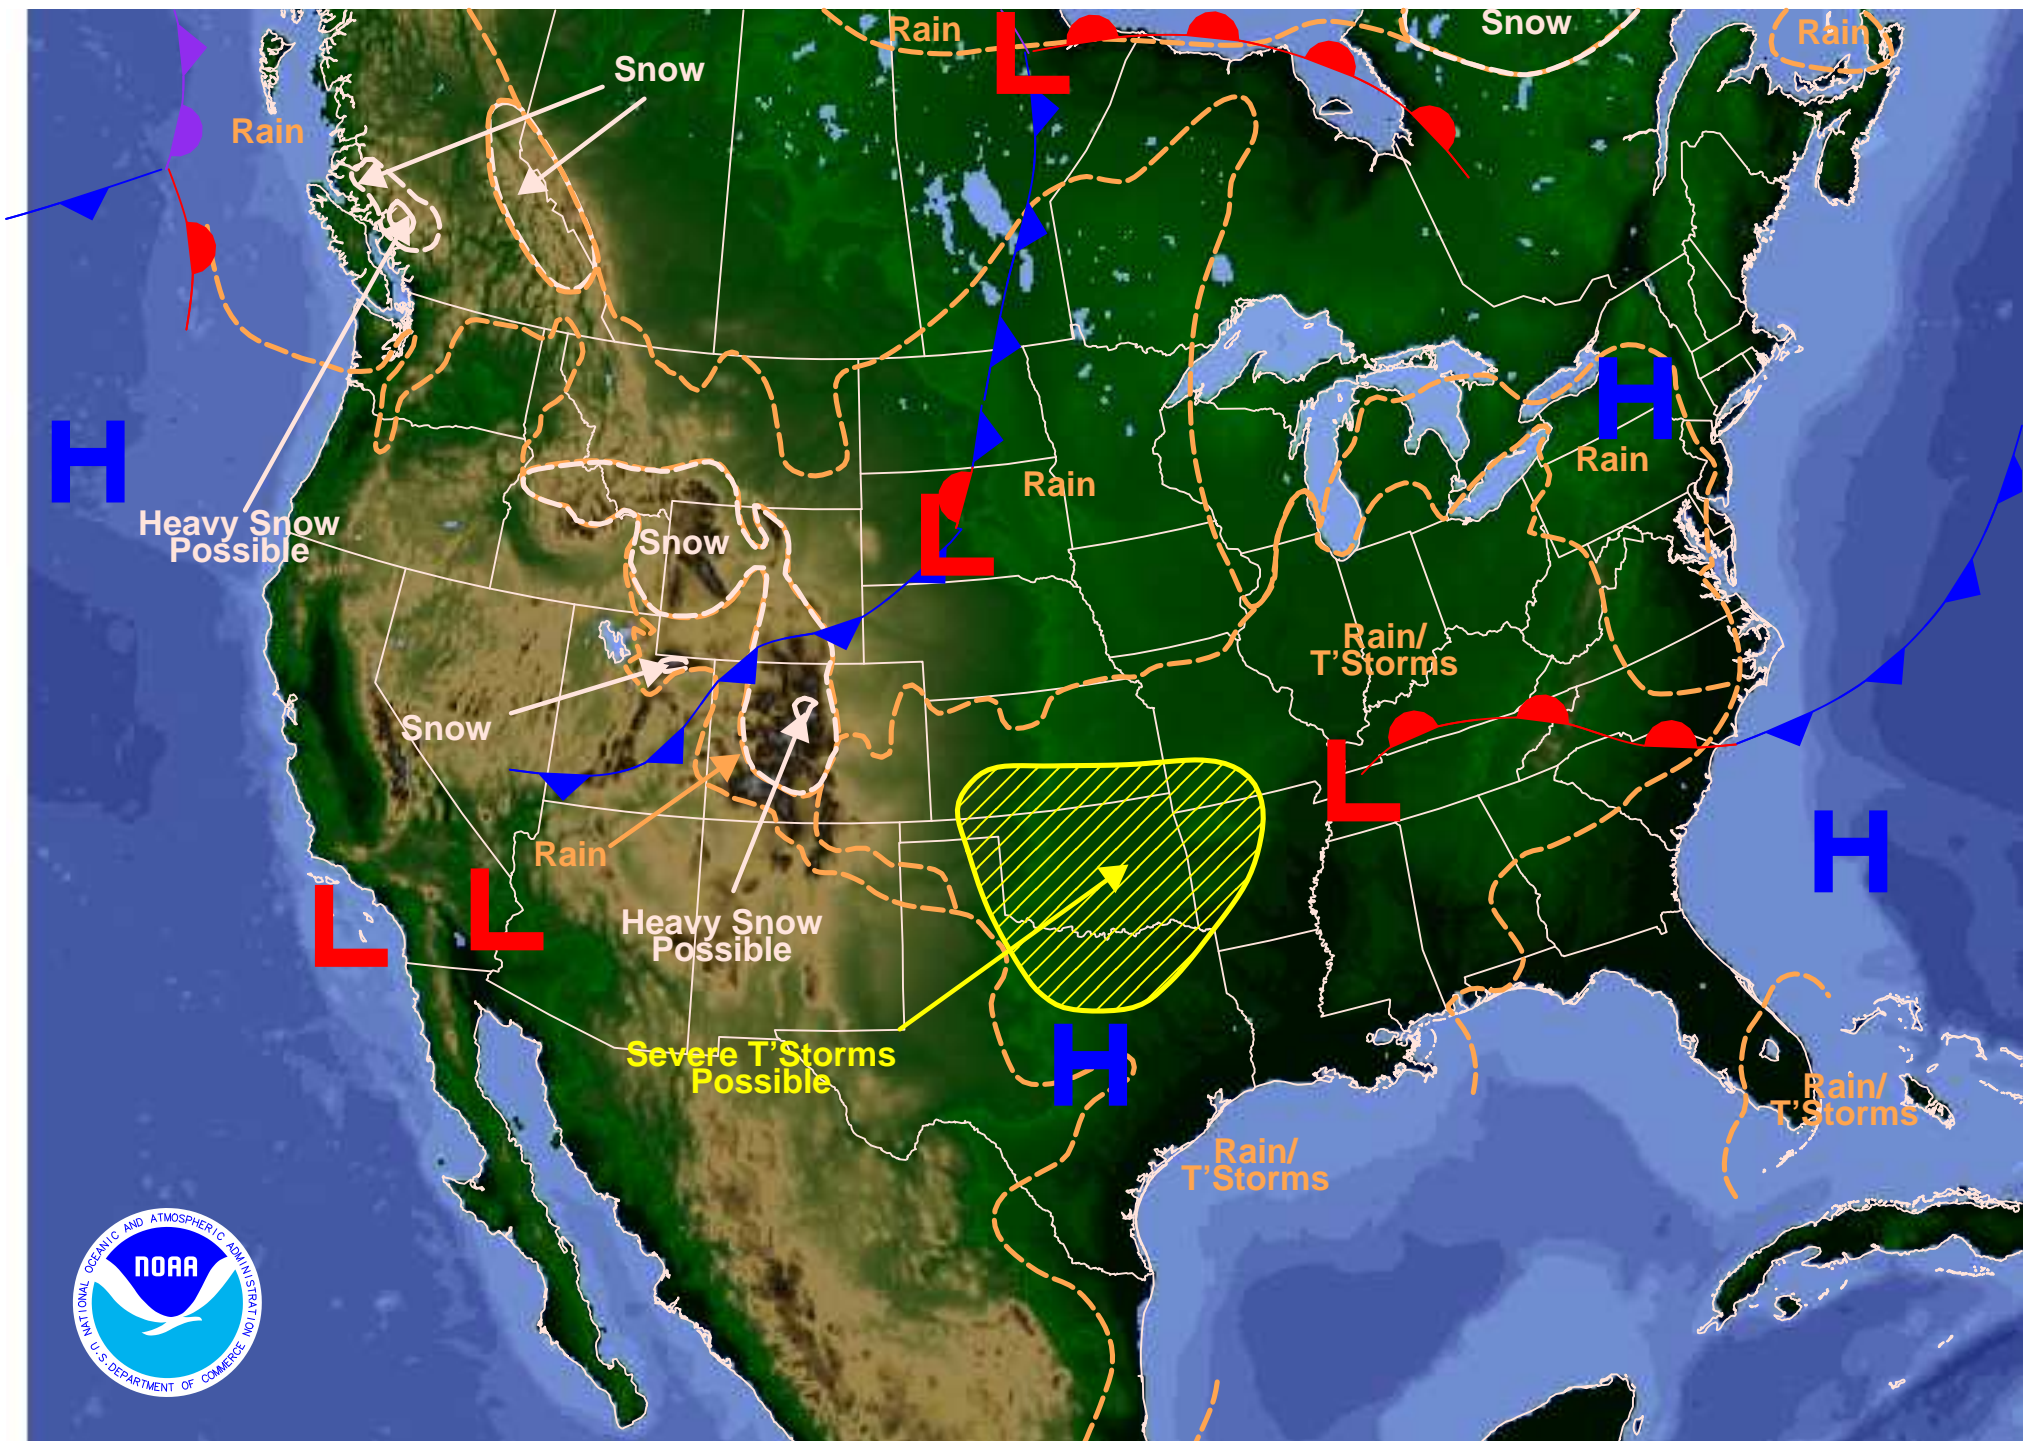 Rain
L
Snow
Rain
Snow
Rain
H
H
Rain
Rain
Heavy Snow
Possible
Snow
L
Rain/
T'Storms
Snow
L
Rain
H
L
L
Heavy Snow
Possible
Severe T'Storms
Possible
H
Rain/
T'Storms
Rain/
T'Storms
NATIONAL OCEANIC AND ATMOSPHERIC ADMINISTRATION
NOAA
U.S. DEPARTMENT OF COMMERCE